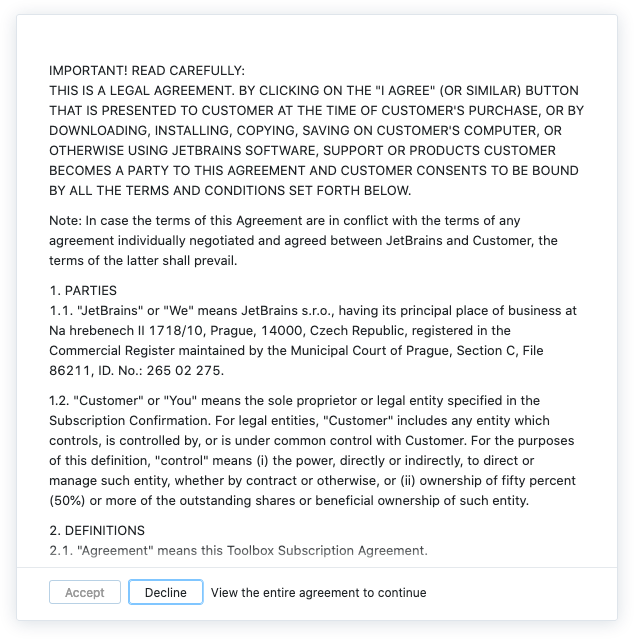 IMPORTANT! READ CAREFULLY:
THIS IS A LEGAL AGREEMENT. BY CLICKING ON THE "I AGREE" (OR SIMILAR) BUTTON
THAT IS PRESENTED TO CUSTOMER AT THE TIME OF CUSTOMER'S PURCHASE, OR BY
DOWNLOADING, INSTALLING, COPYING, SAVING ON CUSTOMER'S COMPUTER, OR
OTHERWISE USING JETBRAINS SOFTWARE, SUPPORT OR PRODUCTS CUSTOMER
BECOMES A PARTY TO THIS AGREEMENT AND CUSTOMER CONSENTS TO BE BOUND
BY ALL THE TERMS AND CONDITIONS SET FORTH BELOW.
Note: In case the terms of this Agreement are in conflict with the terms of any
agreement individually negotiated and agreed between JetBrains and Customer, the
terms of the latter shall prevail.
1. PARTIES
1.1. "JetBrains" or "We" means JetBrains s.r.o., having its principal place of business at
Na hrebenech II 1718/10, Prague, 14000, Czech Republic, registered in the
Commercial Register maintained by the Municipal Court of Prague, Section C, File
86211, ID. No.: 265 02 275.
1.2. "Customer" or "You" means the sole proprietor or legal entity specified in the
Subscription Confirmation. For legal entities, "Customer" includes any entity which
controls, is controlled by, or is under common control with Customer. For the purposes
of this definition, "control" means (i) the power, directly or indirectly, to direct or
manage such entity, whether by contract or otherwise, or (ii) ownership of fifty percent
(50%) or more of the outstanding shares or beneficial ownership of such entity.
2. DEFINITIONS
2.1. "Agreement" means this Toolbox Subscription Agreement.
Accept Decline View the entire agreement to continue